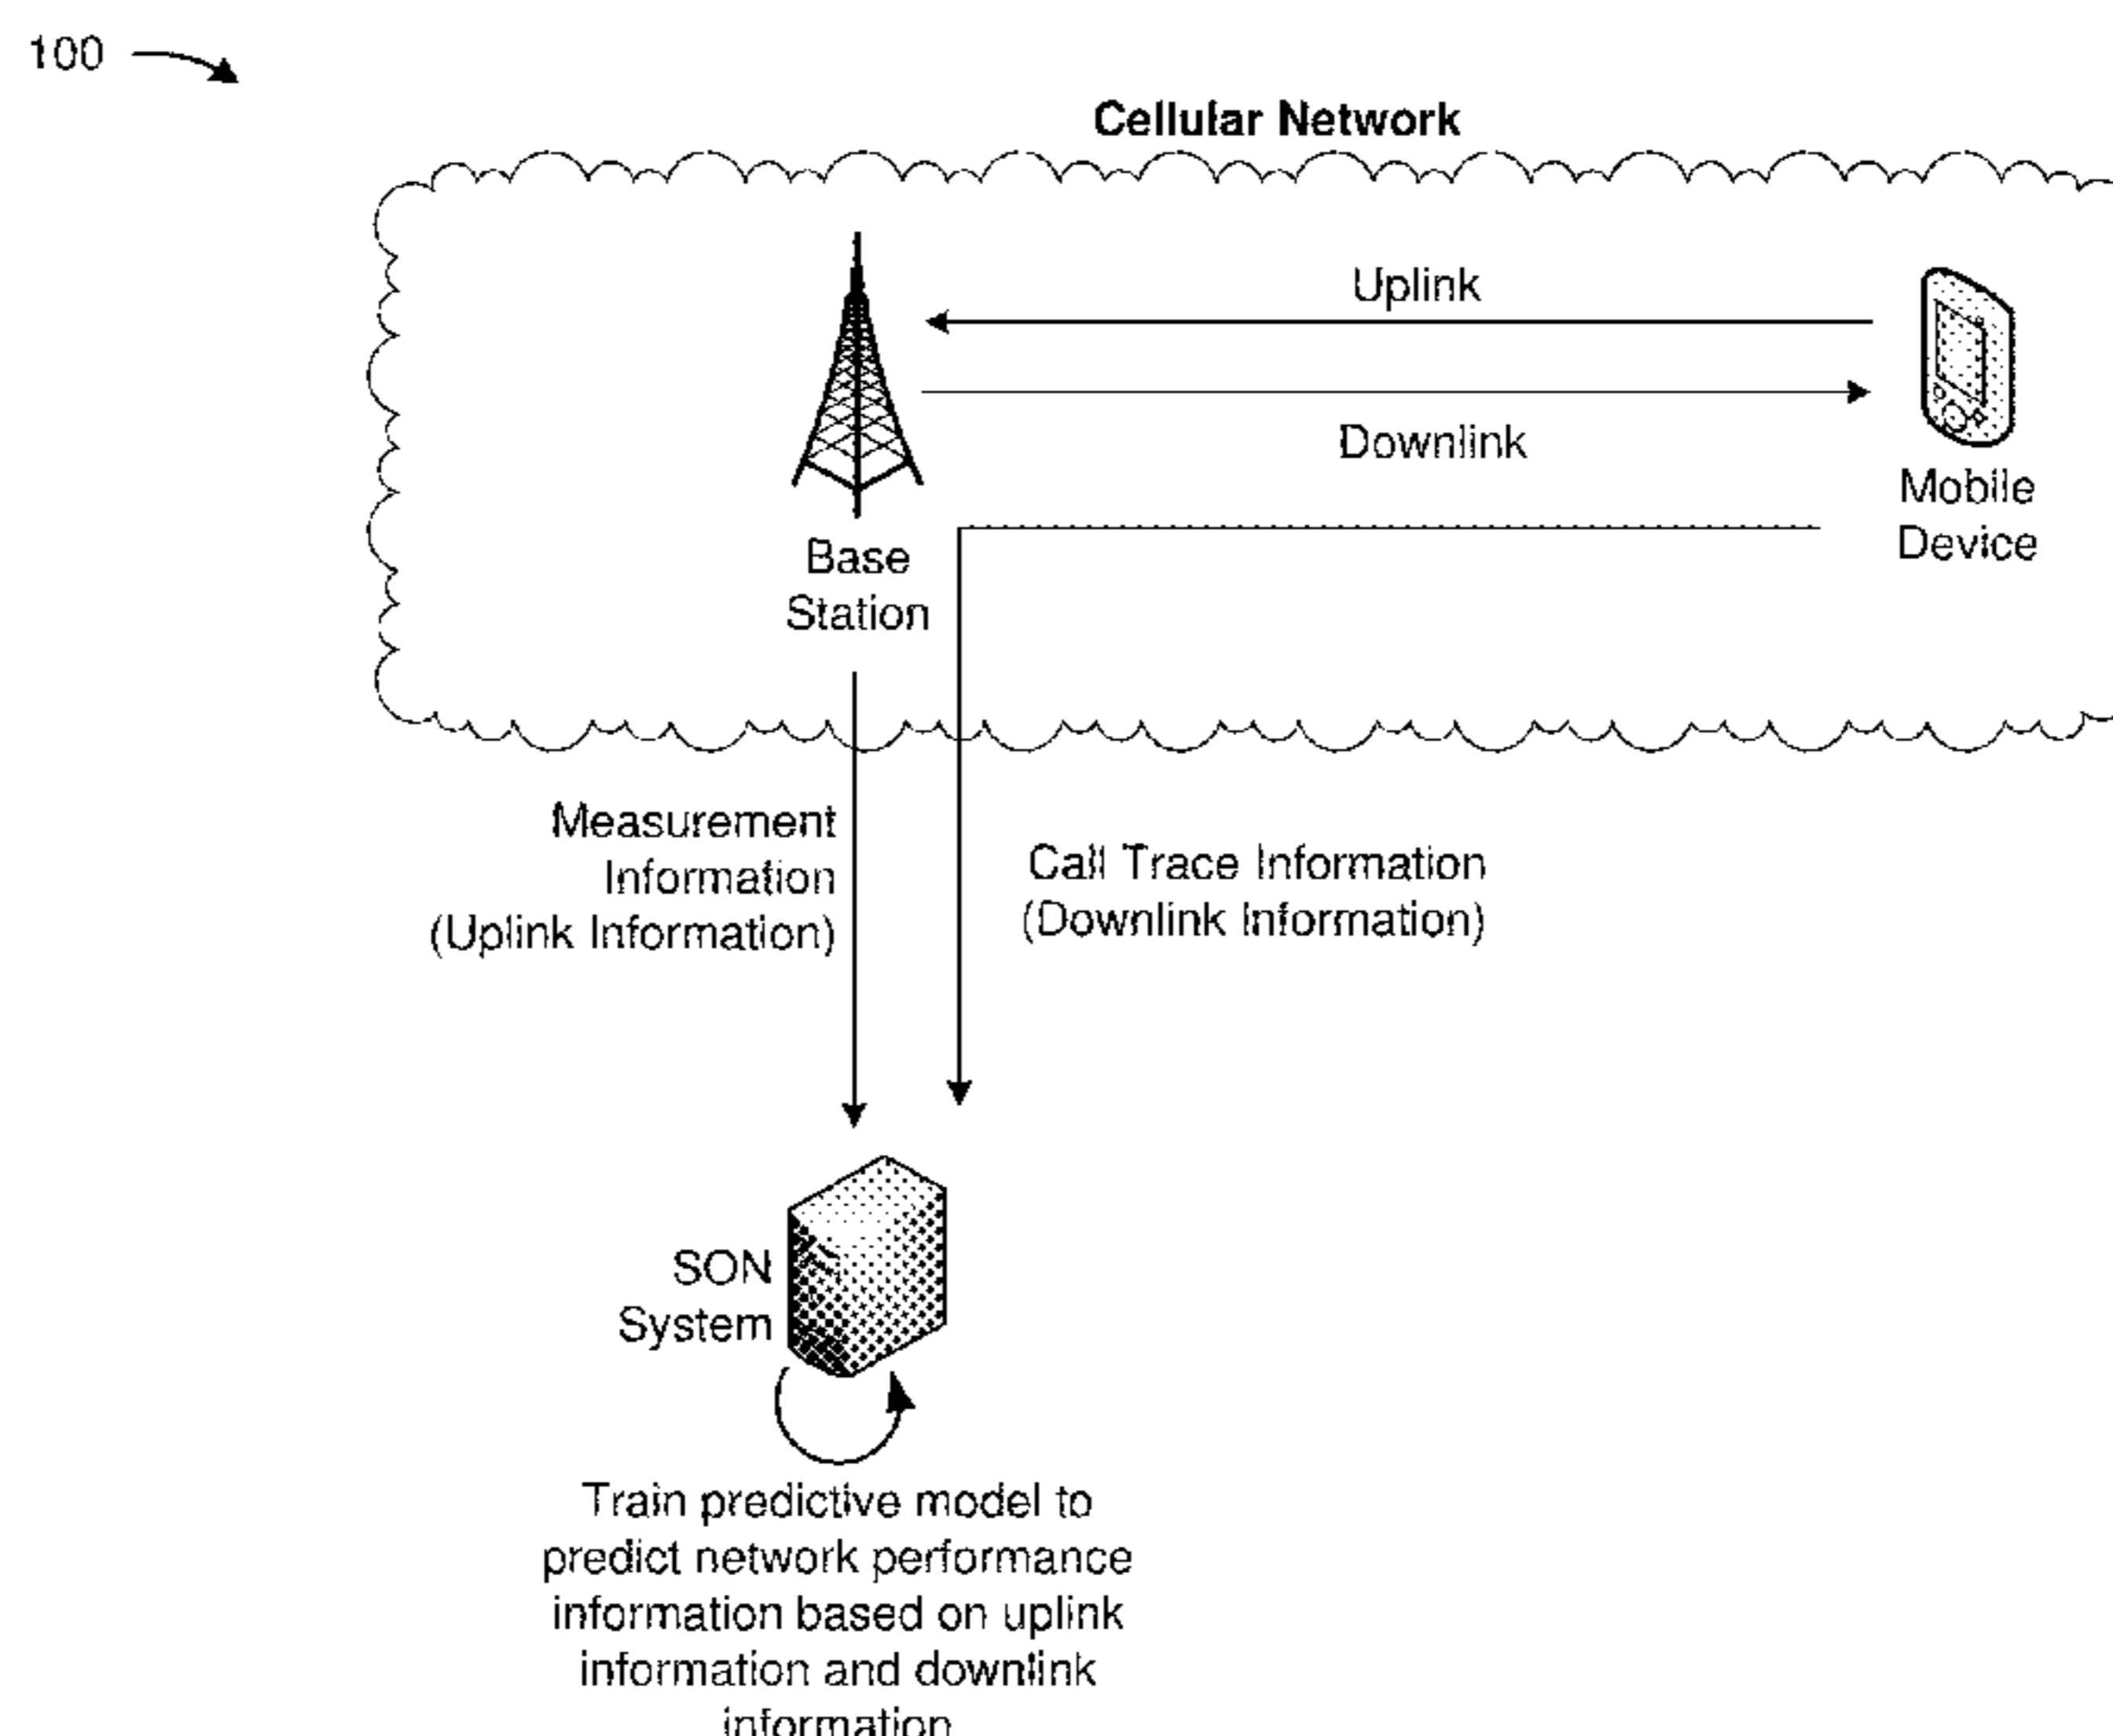 100
Cellular Network
Uplink
Downlink
Mobile
Device
Base
Station
Measurement
Information
(Uplink Information)
Call Trace Information
(Downlink Information)
SON
System
Train predictive model to
predict network performance
information based on uplink
information and downlink
information